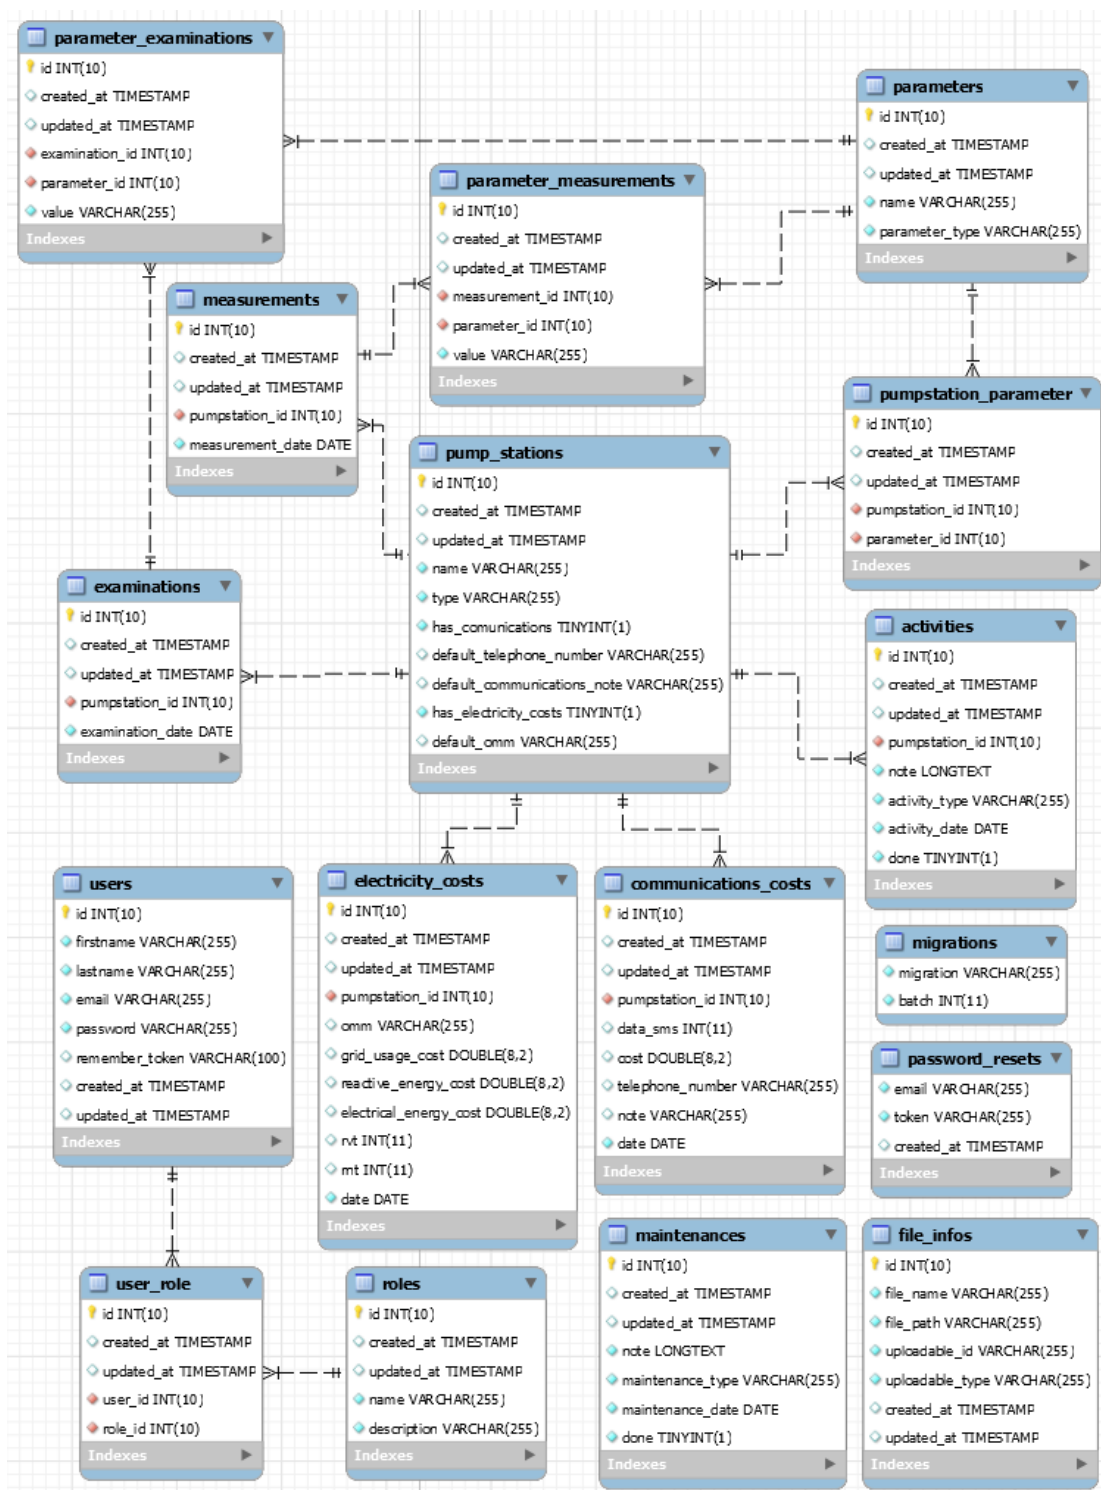 parameter_examinations
id INT(10)
created_at TIMESTAMP
updated_at TIMESTAMP
examination_id INT(10)
parameter_id INT(10)
value VARCHAR(255)
Indexes
parameters
id INT(10)
created_at TIMESTAMP
updated_at TIMESTAMP
name VARCHAR(255)
parameter_type VARCHAR(255)
Indexes
parameter_measurements
id INT(10)
created_at TIMESTAMP
updated_at TIMESTAMP
measurement_id INT(10)
parameter_id INT(10)
value VARCHAR(255)
Indexes
measurements
id INT(10)
created_at TIMESTAMP
updated_at TIMESTAMP
pumpstation_id INT(10)
measurement_date DATE
Indexes
pumpstation_parameter
id INT(10)
created_at TIMESTAMP
updated_at TIMESTAMP
pumpstation_id INT(10)
parameter_id INT(10)
Indexes
pump_stations
id INT(10)
created_at TIMESTAMP
updated_at TIMESTAMP
name VARCHAR(255)
type VARCHAR(255)
has_comunications TINYINT(1)
default_telephone_number VARCHAR(255)
default_communications_note VARCHAR(255)
has_electricity_costs TINYINT(1)
default_omm VARCHAR(255)
Indexes
examinations
id INT(10)
created_at TIMESTAMP
updated_at TIMESTAMP
pumpstation_id INT(10)
examination_date DATE
Indexes
activities
id INT(10)
created_at TIMESTAMP
updated_at TIMESTAMP
pumpstation_id INT(10)
note LONGTEXT
activity_type VARCHAR(255)
activity_date DATE
done TINYINT(1)
Indexes
users
id INT(10)
firstname VARCHAR(255)
lastname VARCHAR(255)
email VARCHAR(255)
password VARCHAR(255)
remember_token VARCHAR(100)
created_at TIMESTAMP
updated_at TIMESTAMP
Indexes
electricity_costs
id INT(10)
created_at TIMESTAMP
updated_at TIMESTAMP
pumpstation_id INT(10)
omm VARCHAR(255)
grid_usage_cost DOUBLE(8,2)
reactive_energy_cost DOUBLE(8,2)
electrical_energy_cost DOUBLE(8,2)
rvt INT(11)
mt INT(11)
date DATE
Indexes
communications_costs
id INT(10)
created_at TIMESTAMP
updated_at TIMESTAMP
pumpstation_id INT(10)
data_sms INT(11)
cost DOUBLE(8,2)
telephone_number VARCHAR(255)
note VARCHAR(255)
date DATE
Indexes
migrations
migration VARCHAR(255)
batch INT(11)
password_resets
email VARCHAR(255)
token VARCHAR(255)
created_at TIMESTAMP
Indexes
user_role
id INT(10)
created_at TIMESTAMP
updated_at TIMESTAMP
user_id INT(10)
role_id INT(10)
Indexes
roles
id INT(10)
created_at TIMESTAMP
updated_at TIMESTAMP
name VARCHAR(255)
description VARCHAR(255)
Indexes
maintenances
id INT(10)
created_at TIMESTAMP
updated_at TIMESTAMP
note LONGTEXT
maintenance_type VARCHAR(255)
maintenance_date DATE
done TINYINT(1)
Indexes
file_infos
id INT(10)
file_name VARCHAR(255)
file_path VARCHAR(255)
uploadable_id VARCHAR(255)
uploadable_type VARCHAR(255)
created_at TIMESTAMP
updated_at TIMESTAMP
Indexes